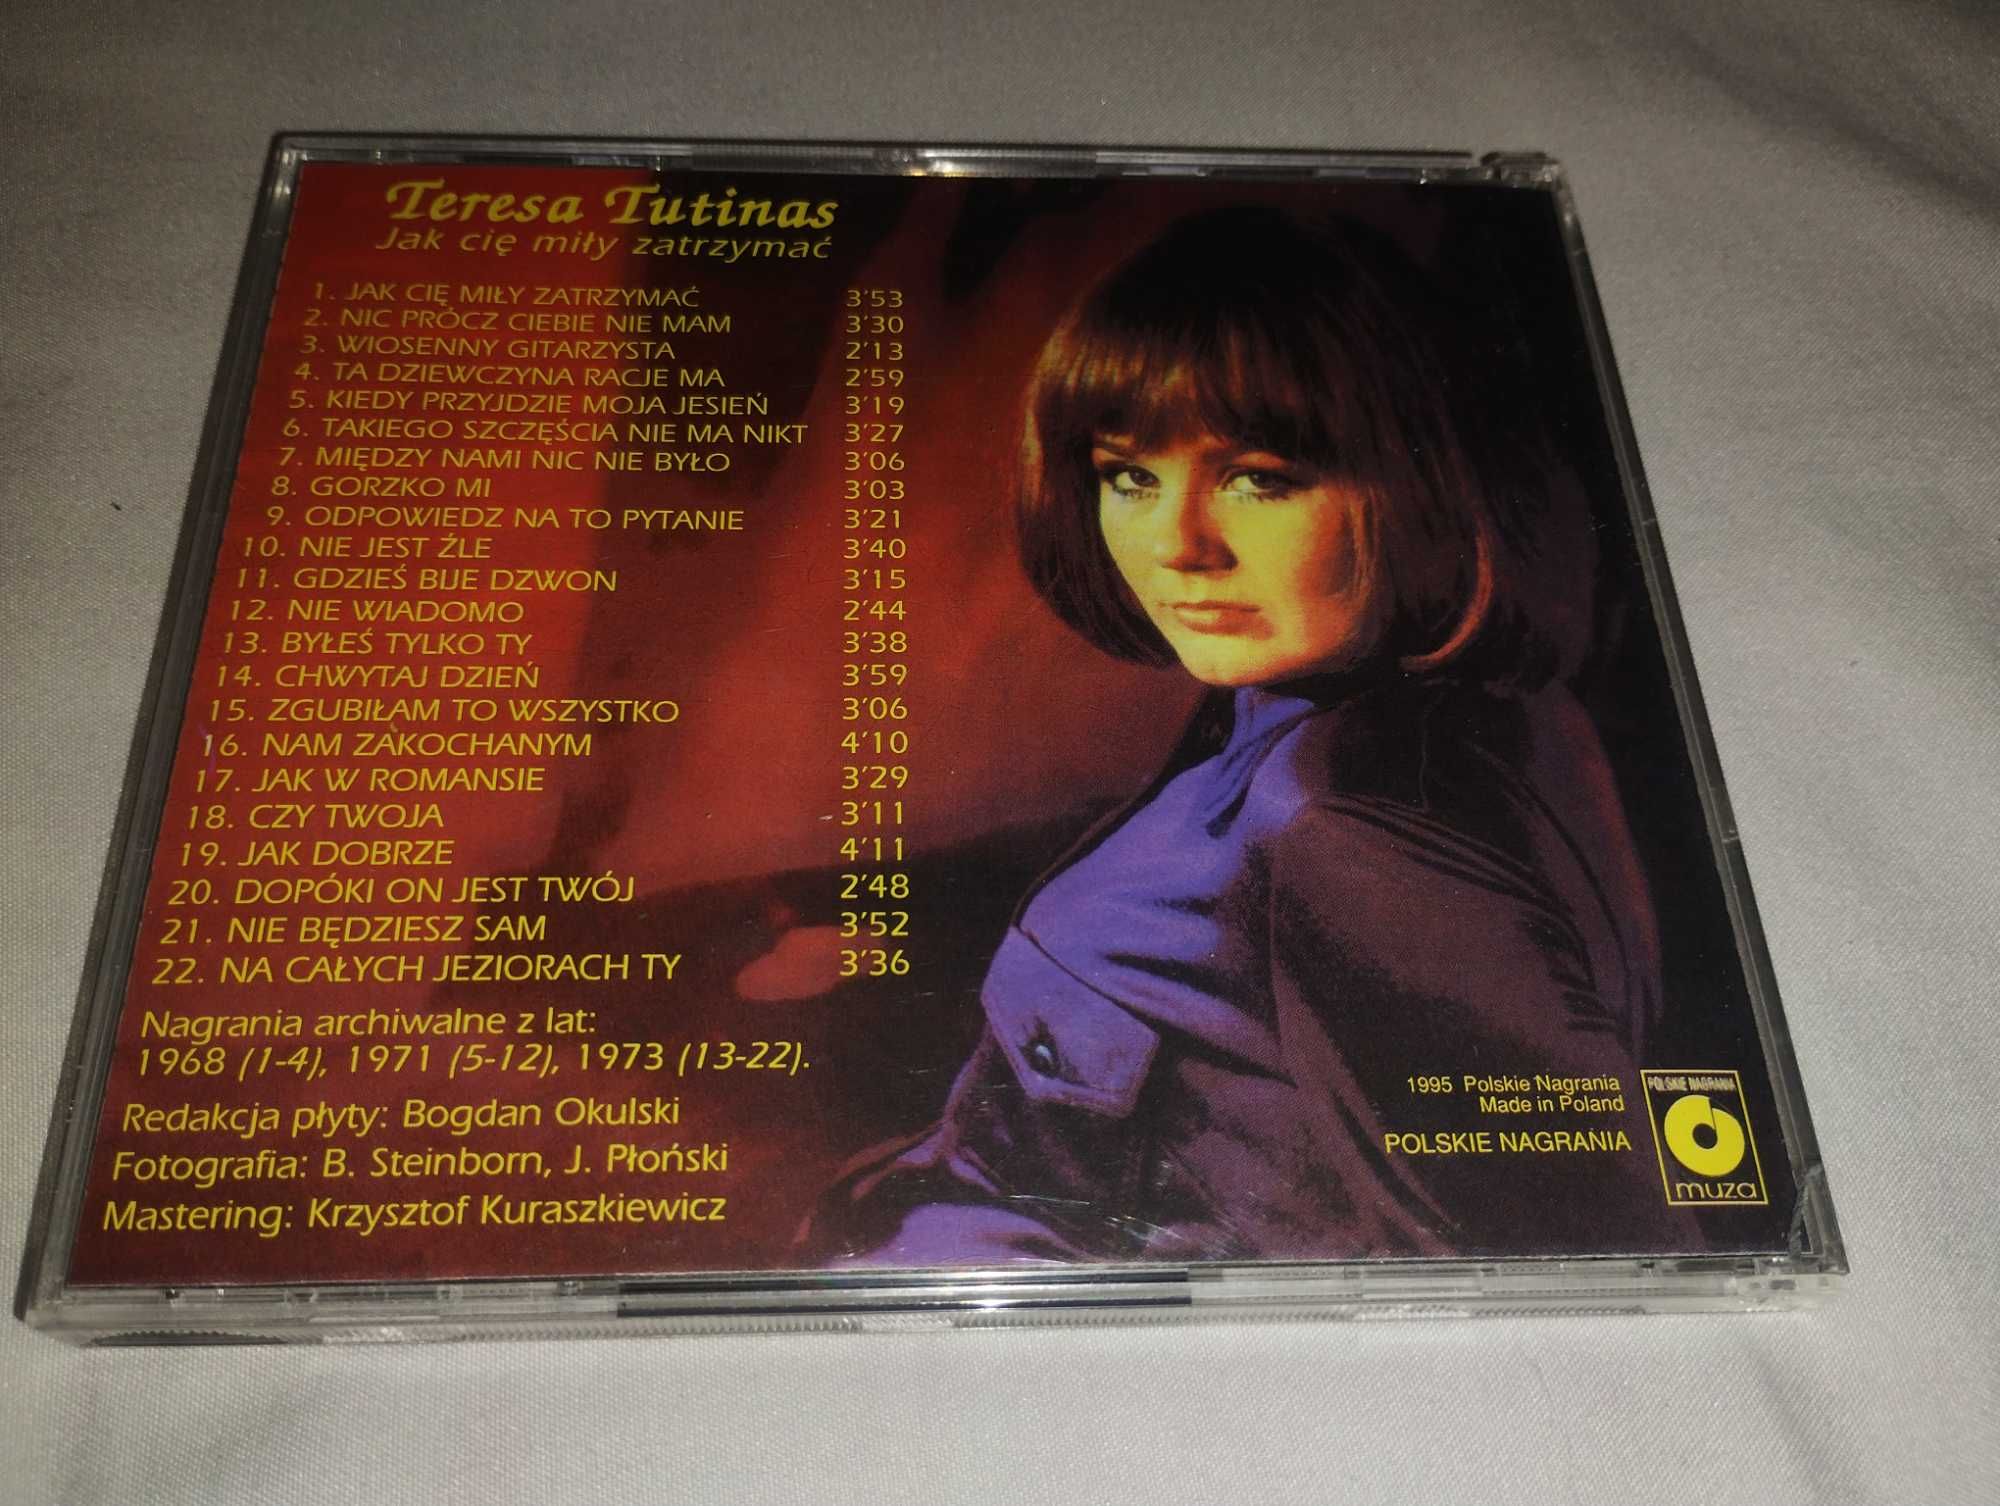 Teresa Tutinas
Jak cię miły zatrzymać
1. JAK CIĘ MIŁY ZATRZYMAĆ 3'53
2. NIC PRÓCZ CIEBIE NIE MAM 3'30
3. WIOSENNY GITARZYSTA 2'13
4. TA DZIEWCZYNA RACJE MA 2'59
5. KIEDY PRZYJDZIE MOJA JESIEŃ 3'19
6. TAKIEGO SZCZĘŚCIA NIE MA NIKT 3'27
7. MIĘDZY NAMI NIC NIE BYŁO 3'06
8. GORZKO MI 3'03
9. ODPOWIEDZ NA TO PYTANIE 3'21
10. NIE JEST ŹLE 3'40
11. GDZIEŚ BIJE DZWON 3'15
12. NIE WIADOMO 2'44
13. BYŁEŚ TYLKO TY 3'38
14. CHWYTAJ DZIEŃ 3'59
15. ZGUBIŁAM TO WSZYSTKO 3'06
16. NAM ZAKOCHANYM 4'10
17. JAK W ROMANSIE 3'29
18. CZY TWOJA 3'11
19. JAK DOBRZE 4'11
20. DOPÓKI ON JEST TWÓJ 2'48
21. NIE BĘDZIESZ SAM 3'52
22. NA CAŁYCH JEZIORACH TY 3'36
Nagrania archiwalne z lat:
1968 (1-4), 1971 (5-12), 1973 (13-22).
Redakcja płyty: Bogdan Okulski
Fotografia: B. Steinborn, J. Płoński
Mastering: Krzysztof Kuraszkiewicz
1995 Polskie Nagrania
Made in Poland
POLSKIE NAGRANIA
POLSKIE NAGRANIA
muza